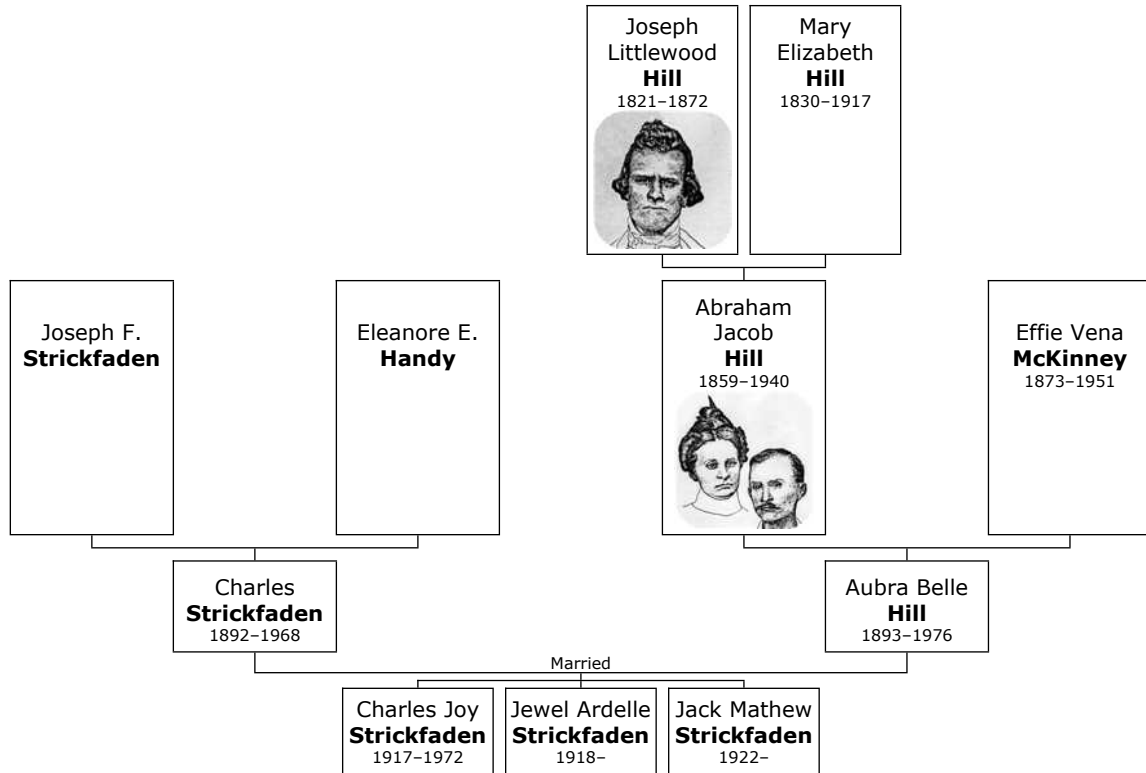 Joseph
Littlewood
Hill
1821–1872
Mary
Elizabeth
Hill
1830–1917
Joseph F.
Strickfaden
Eleanore E.
Handy
Abraham
Jacob
Hill
1859–1940
Effie Vena
McKinney
1873–1951
Charles
Strickfaden
1892–1968
Aubra Belle
Hill
1893–1976
Married
Charles Joy
Strickfaden
1917–1972
Jewel Ardelle
Strickfaden
1918–
Jack Mathew
Strickfaden
1922–